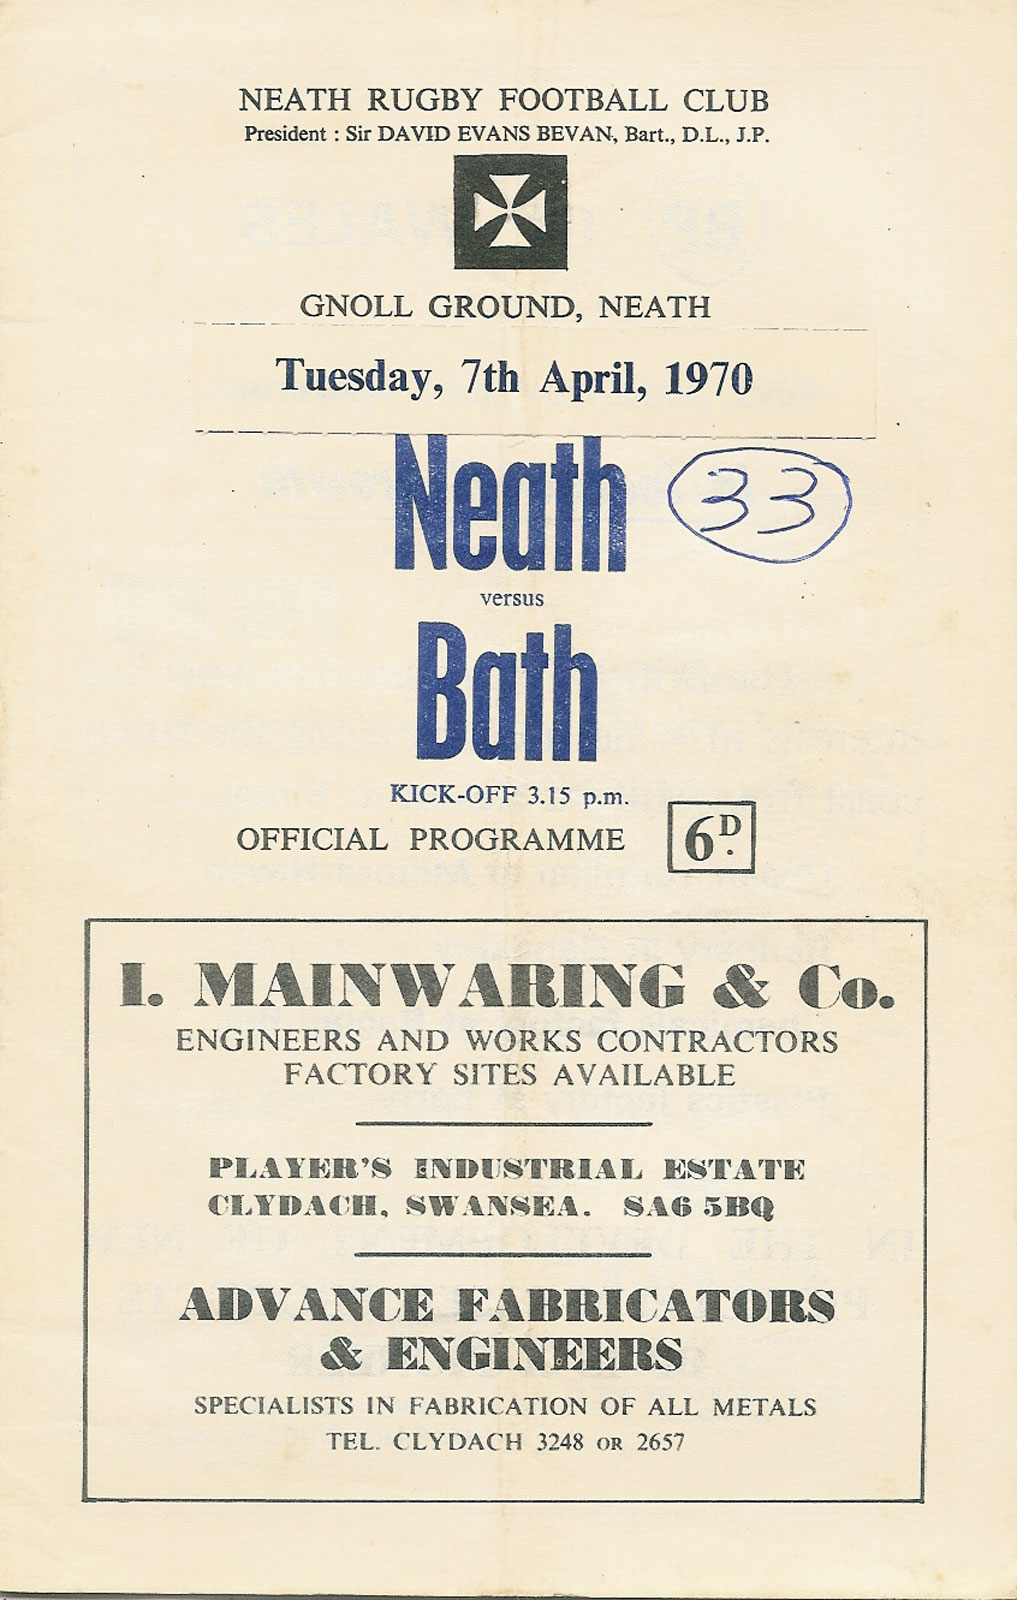 NEATH RUGBY FOOTBALL CLUB
President : Sir DAVID EVANS BEVAN, Bart., D.L., J.P.
GNOLL GROUND, NEATH
Tuesday, 7th April, 1970
Neath
33
versus
Bath
KICK-OFF 3.15 p.m.
OFFICIAL PROGRAMME 6D.
I. MAINWARING & Co.
ENGINEERS AND WORKS CONTRACTORS
FACTORY SITES AVAILABLE
PLAYER'S INDUSTRIAL ESTATE
CLYDACH, SWANSEA. SA6 5BQ
ADVANCE FABRICATORS
& ENGINEERS
SPECIALISTS IN FABRICATION OF ALL METALS
TEL. CLYDACH 3248 OR 2657